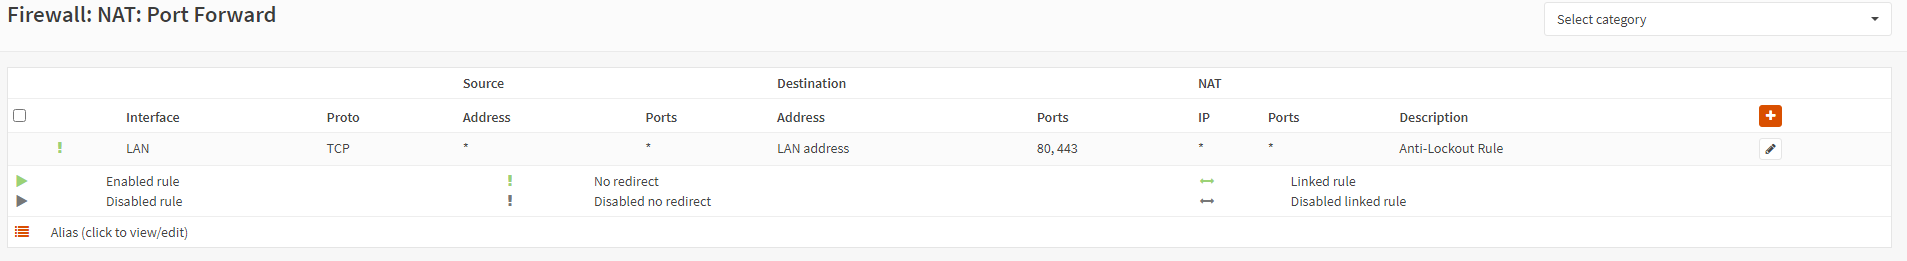 Firewall: NAT: Port Forward
Select category
Source Destination NAT
Interface Proto Address Ports Address Ports IP Ports Description
LAN TCP * * LAN address 80, 443 * * Anti-Lockout Rule
Enabled rule No redirect Linked rule
Disabled rule Disabled no redirect Disabled linked rule
Alias (click to view/edit)